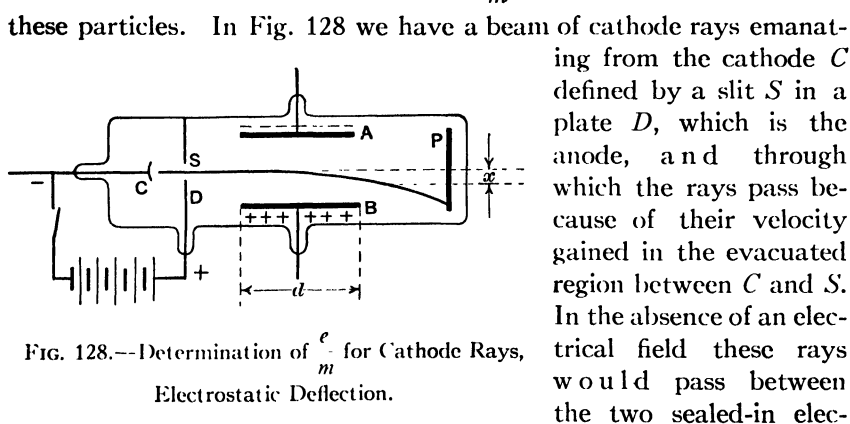 these particles. In Fig. 128 we have a beam of cathode rays emanat-
ing from the cathode C
defined by a slit S in a
plate D, which is the
anode, and through
which the rays pass be-
cause of their velocity
gained in the evacuated
region between C and S.
In the absence of an elec-
trical field these rays
would pass between
the two sealed-in elec-
A
P
S
x
C
D
B
−
+ + + + + + +
+
d
FIG. 128.—Determination of e/m for Cathode Rays,
Electrostatic Deflection.